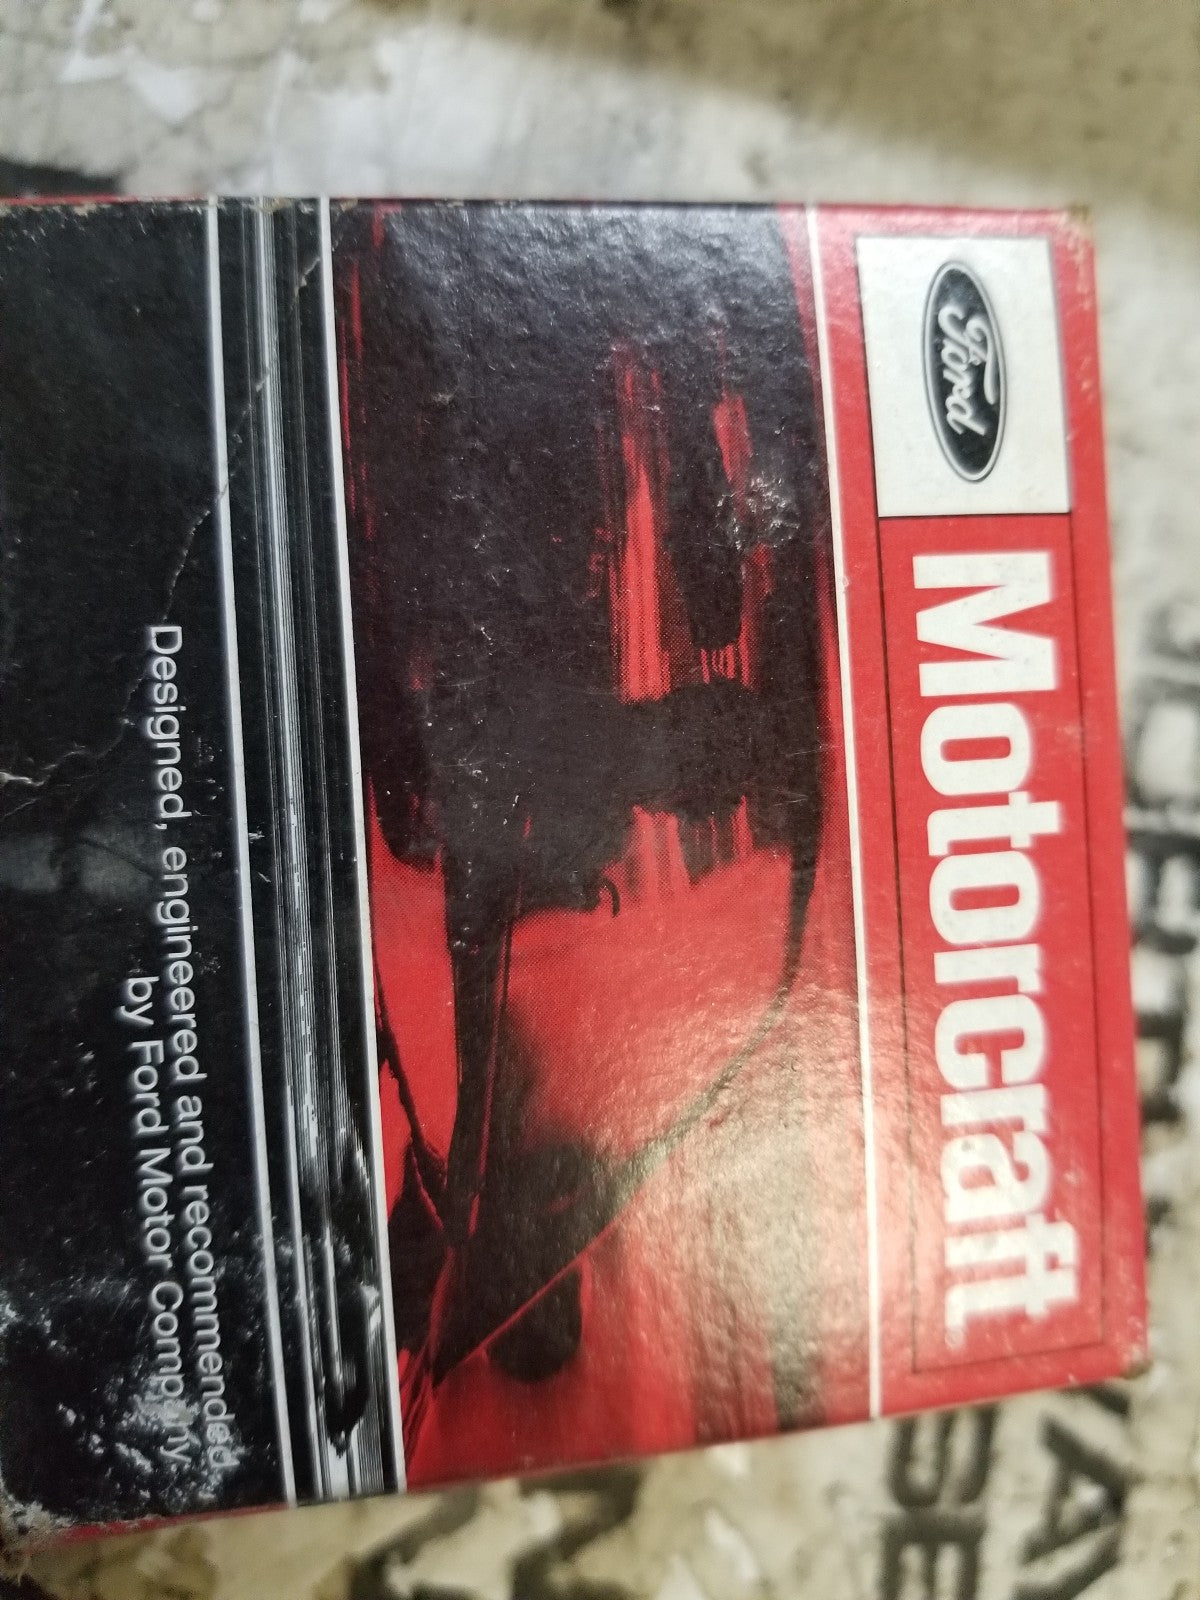 Ford
Motorcraft
Designed, engineered and recommended
by Ford Motor Company.